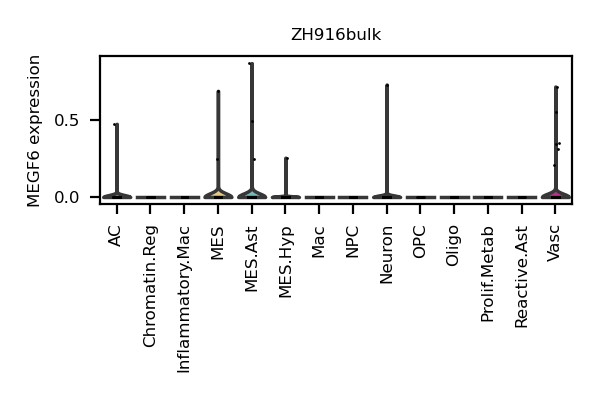 ZH916bulk
MEGF6 expression
0.5
0.0
AC
Chromatin.Reg
Inflammatory.Mac
MES
MES.Ast
MES.Hyp
Mac
NPC
Neuron
OPC
Oligo
Prolif.Metab
Reactive.Ast
Vasc